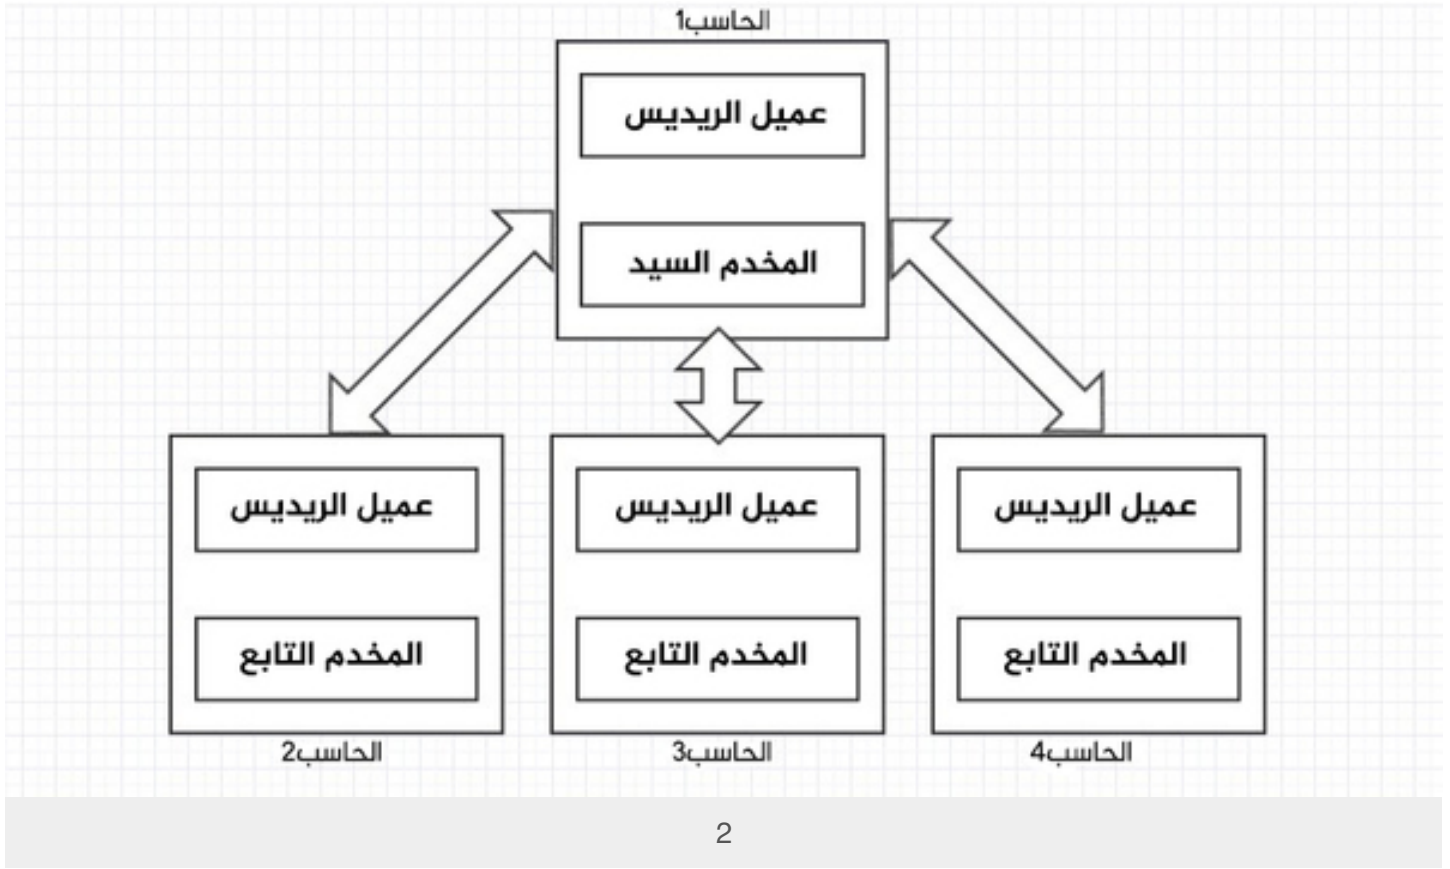 الحاسب1
عميل الريديس
المخدم السيد
عميل الريديس
المخدم التابع
الحاسب2
عميل الريديس
المخدم التابع
الحاسب3
عميل الريديس
المخدم التابع
الحاسب4
2